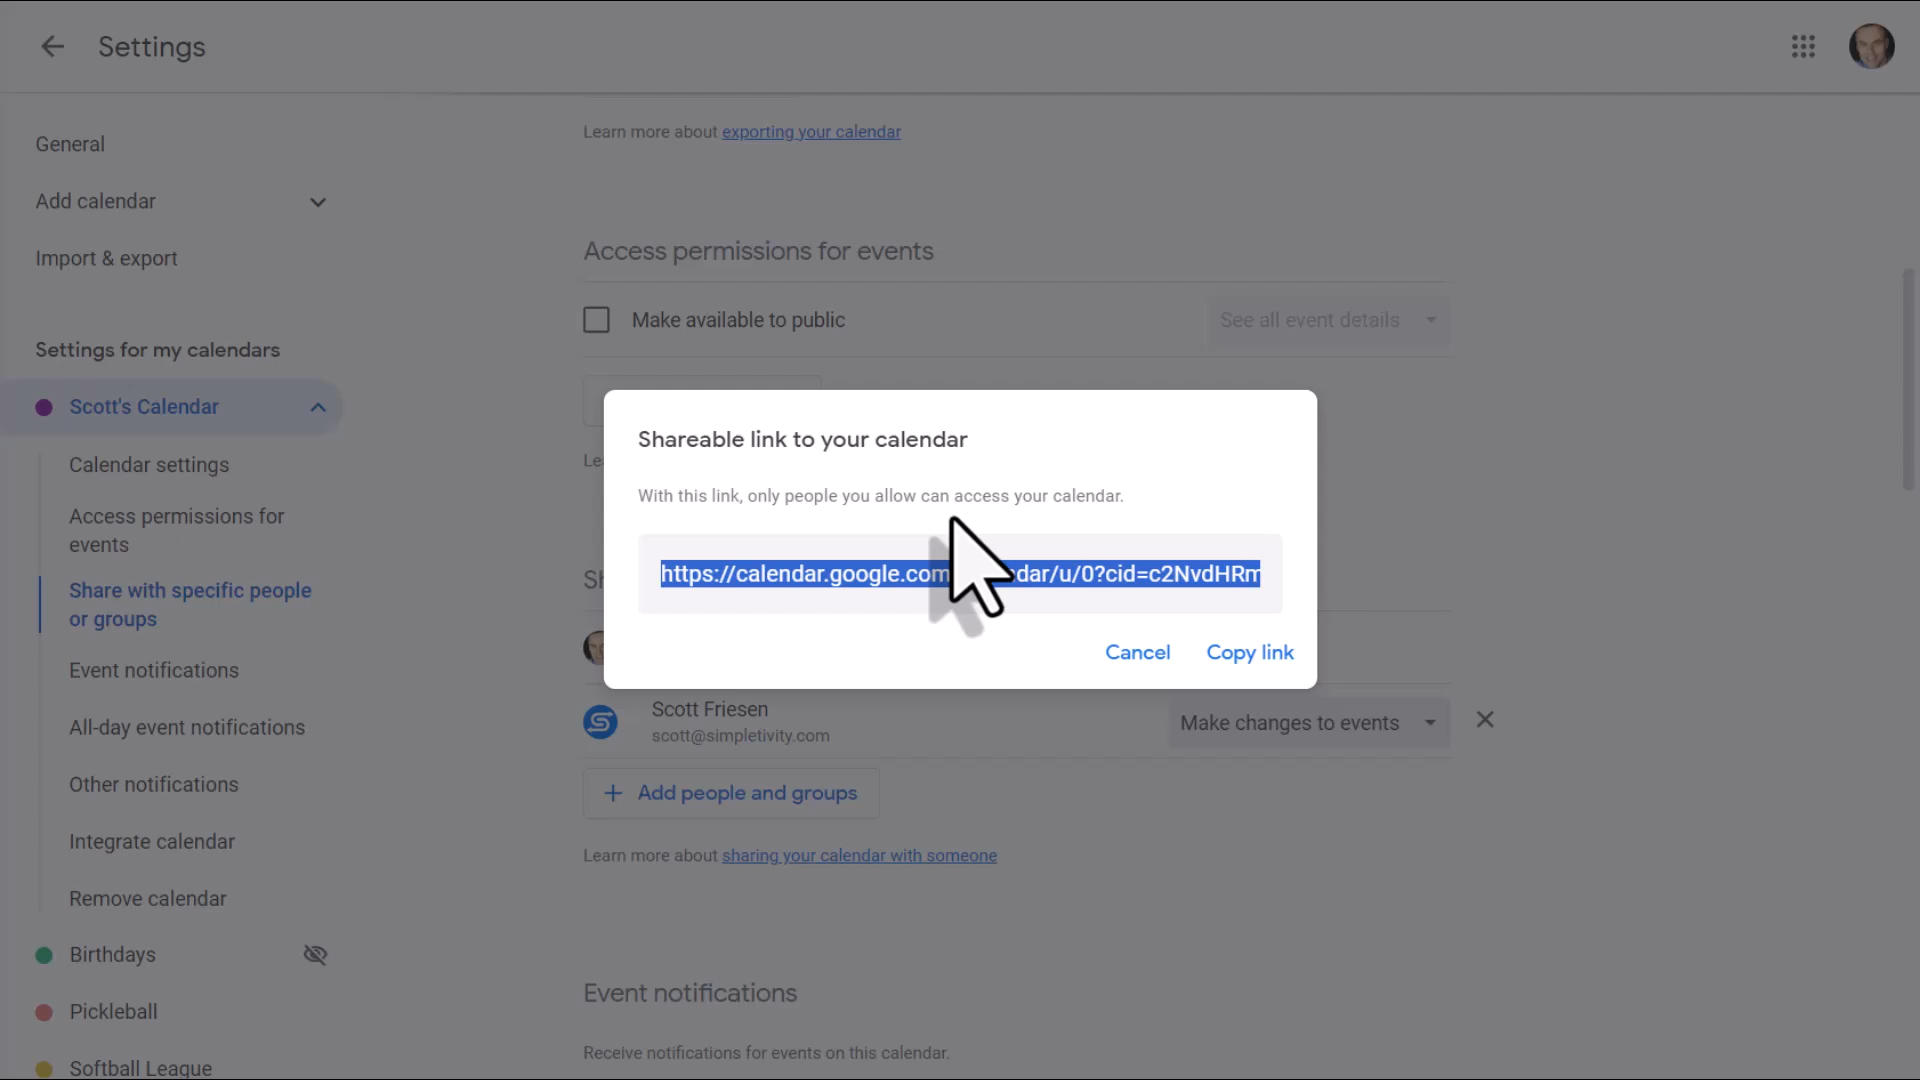 Settings
General
Add calendar
Import & export
Settings for my calendars
Scott's Calendar
Calendar settings
Access permissions for
events
Share with specific people
or groups
Event notifications
All-day event notifications
Other notifications
Integrate calendar
Remove calendar
Birthdays
Pickleball
Softball League
Learn more about exporting your calendar
Access permissions for events
Make available to public
See all event details
Shareable link to your calendar
With this link, only people you allow can access your calendar.
https://calendar.google.com dar/u/0?cid=c2NvdHRm
Cancel
Copy link
Scott Friesen
scott@simpletivity.com
Make changes to events
Add people and groups
Learn more about sharing your calendar with someone
Event notifications
Receive notifications for events on this calendar.